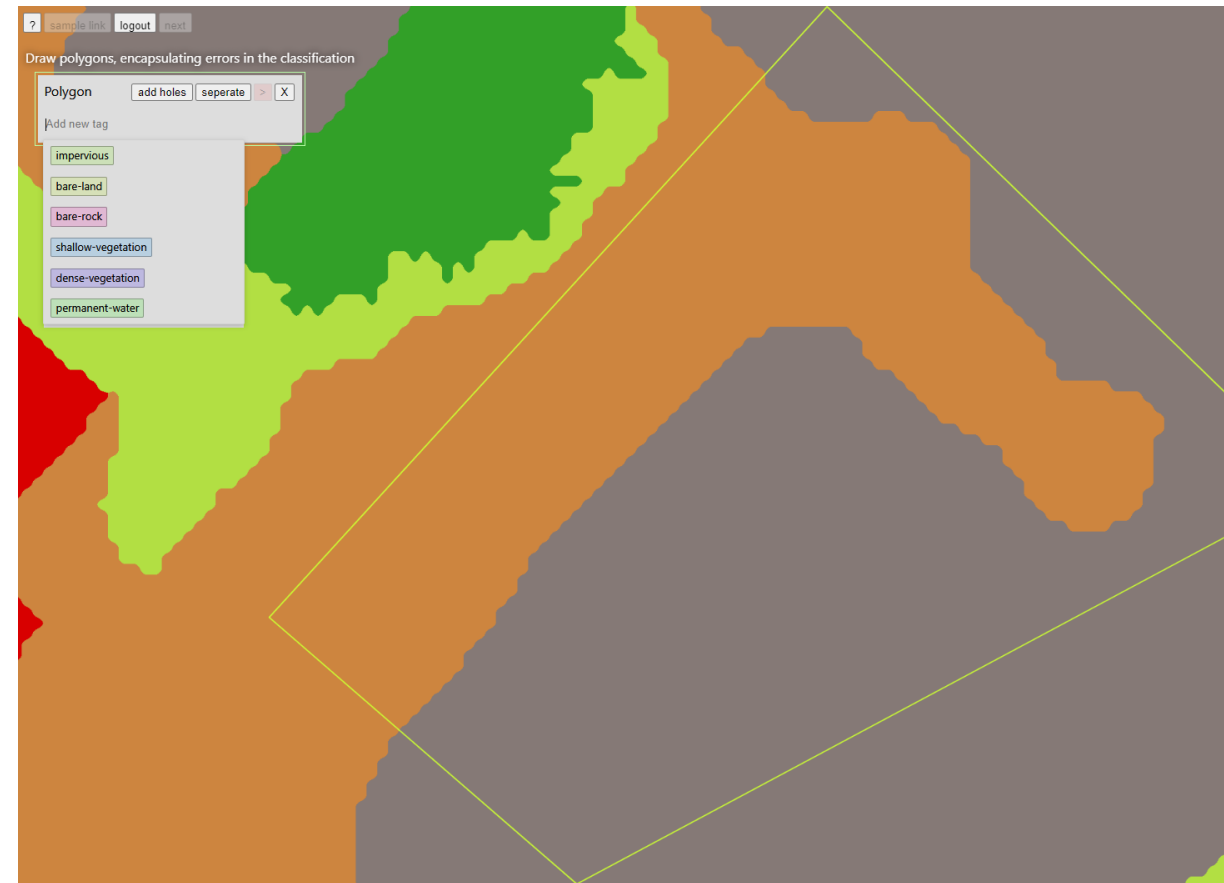 ? sample link logout next
Draw polygons, encapsulating errors in the classification
Polygon add holes seperate > X
Add new tag
impervious
bare-land
bare-rock
shallow-vegetation
dense-vegetation
permanent-water